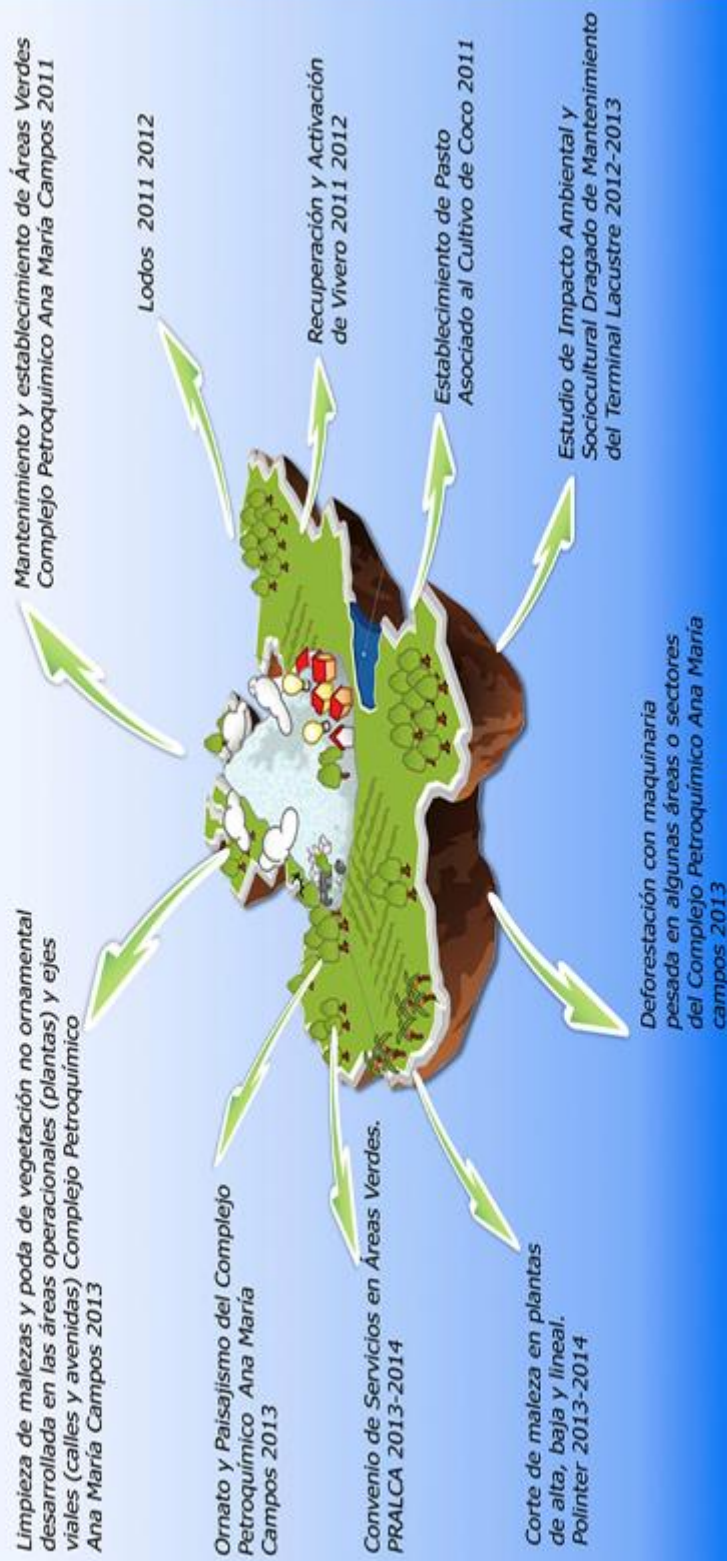 Limpieza de malezas y poda de vegetación no ornamental
desarrollada en las áreas operacionales (plantas) y ejes
viales (calles y avenidas) Complejo Petroquímico
Ana María Campos 2013
Mantenimiento y establecimiento de Áreas Verdes
Complejo Petroquímico Ana María Campos 2011
Lodos 2011 2012
Ornato y Paisajismo del Complejo
Petroquímico Ana María
Campos 2013
Recuperación y Activación
de Vivero 2011 2012
Convenio de Servicios en Áreas Verdes.
PRALCA 2013-2014
Establecimiento de Pasto
Asociado al Cultivo de Coco 2011
Corte de maleza en plantas
de alta, baja y lineal.
Polinter 2013-2014
Estudio de Impacto Ambiental y
Sociocultural Dragado de Mantenimiento
del Terminal Lacustre 2012-2013
Deforestación con maquinaria
pesada en algunas áreas o sectores
del Complejo Petroquímico Ana María
campos 2013